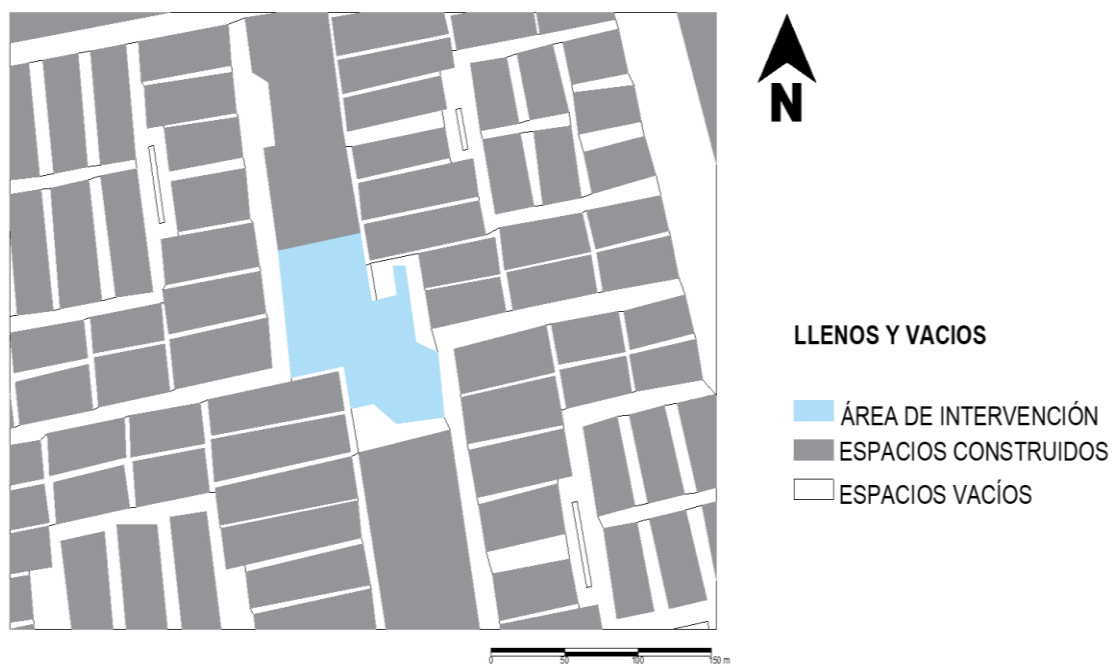 N
LLENOS Y VACIOS
ÁREA DE INTERVENCIÓN
ESPACIOS CONSTRUIDOS
ESPACIOS VACÍOS
0 50 100 150 m